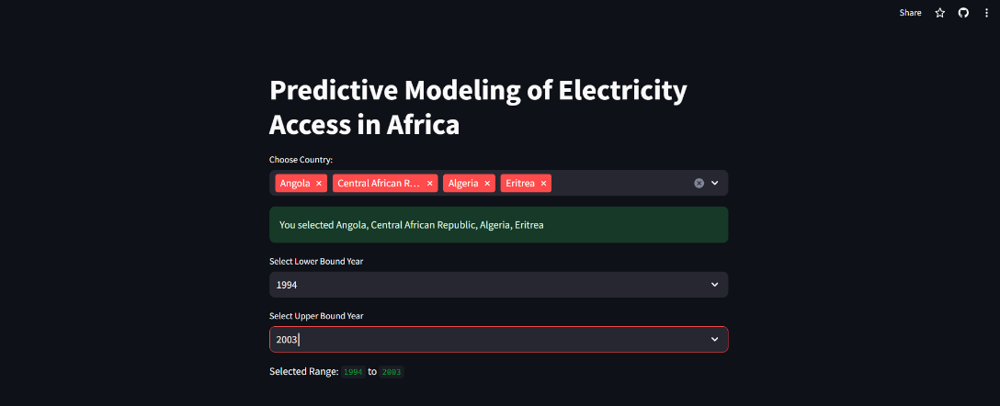 Share
Predictive Modeling of Electricity
Access in Africa
Choose Country:
Angola × Central African R... × Algeria × Eritrea ×
You selected Angola, Central African Republic, Algeria, Eritrea
Select Lower Bound Year
1994
Select Upper Bound Year
2003
Selected Range: 1994 to 2003